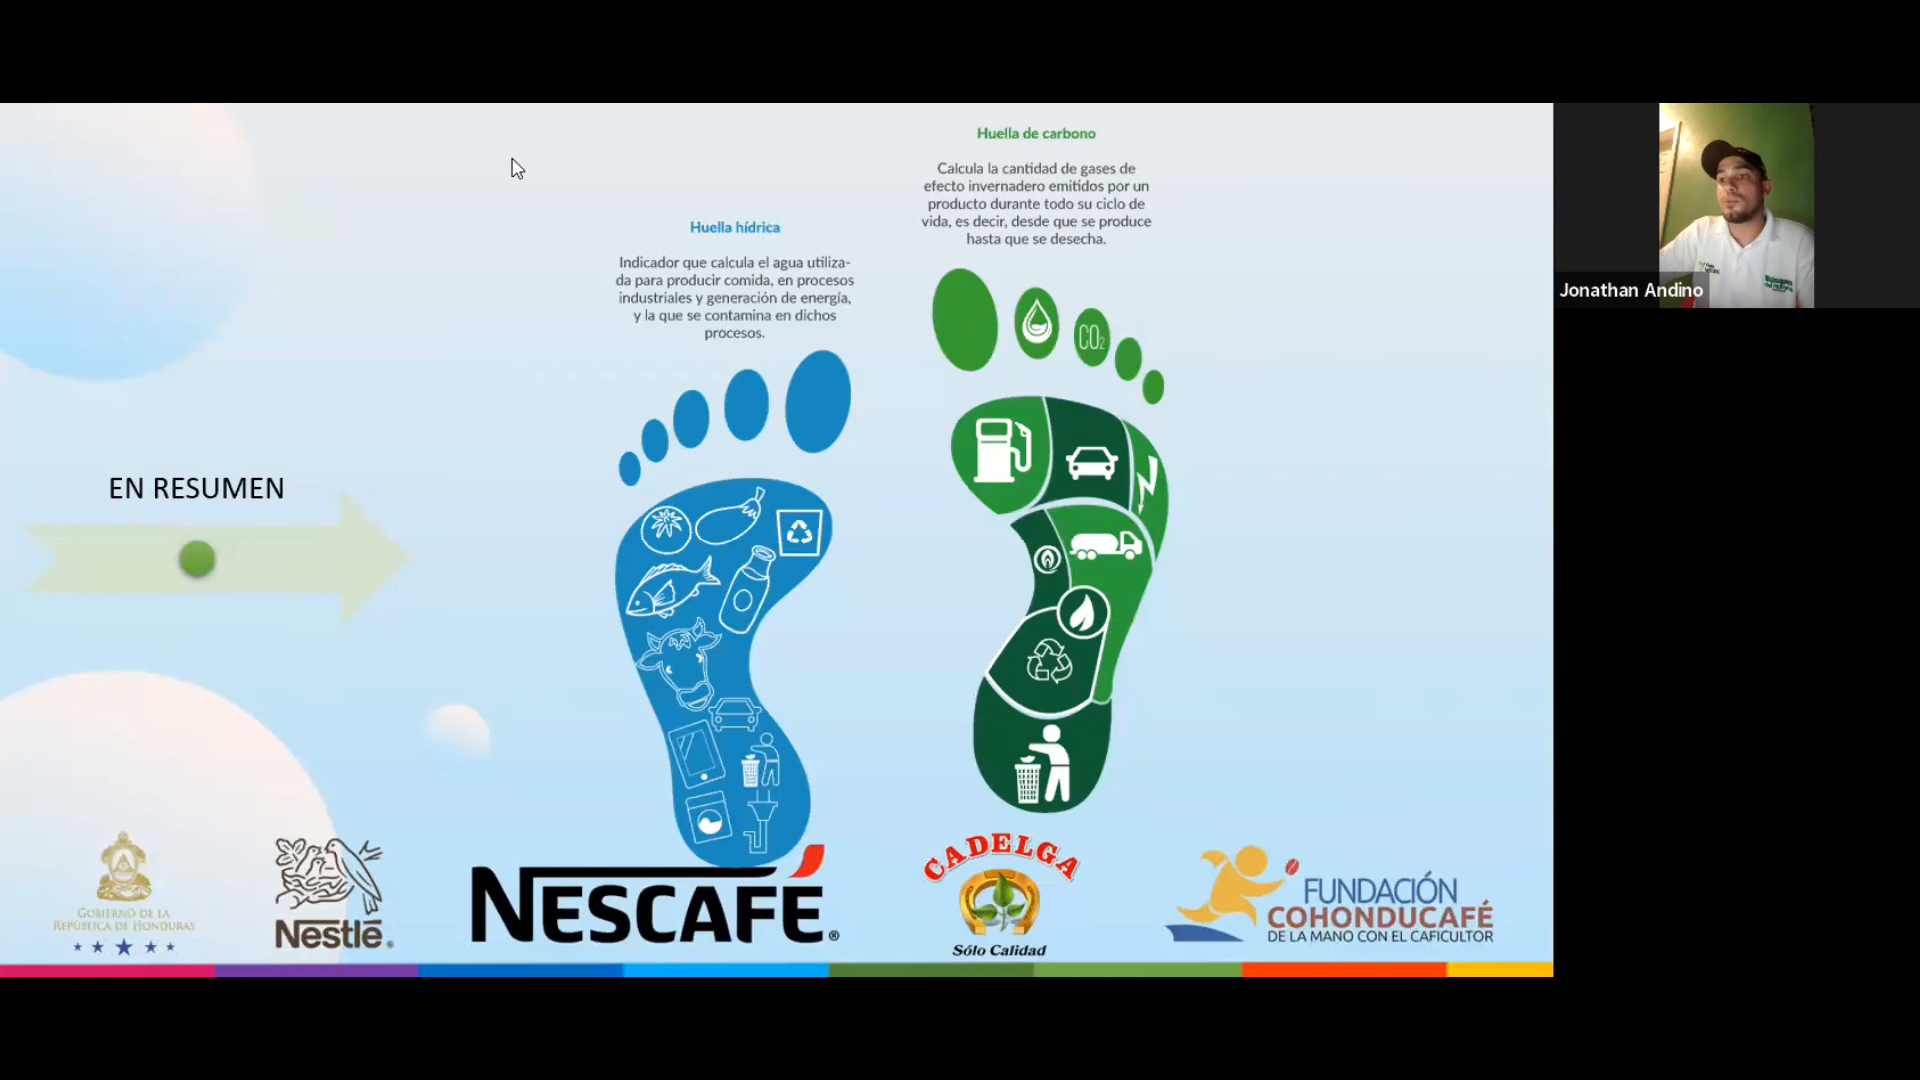 Huella de carbono
Calcula la cantidad de gases de
efecto invernadero emitidos por un
producto durante todo su ciclo de
vida, es decir, desde que se produce
hasta que se desecha.
Huella hídrica
Indicador que calcula el agua utiliza-
da para producir comida, en procesos
industriales y generación de energía,
y la que se contamina en dichos
procesos.
CO2
EN RESUMEN
Jonathan Andino
GOBIERNO DE LA
REPÚBLICA DE HONDURAS
Nestlé®
NESCAFÉ®
CADELGA
Sólo Calidad
FUNDACIÓN
COHONDUCAFÉ
DE LA MANO CON EL CAFICULTOR